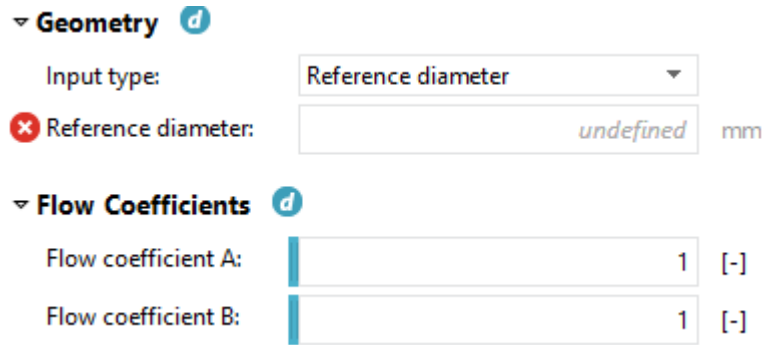 Geometry d
Input type: Reference diameter
Reference diameter: undefined mm
Flow Coefficients d
Flow coefficient A: 1 [-]
Flow coefficient B: 1 [-]